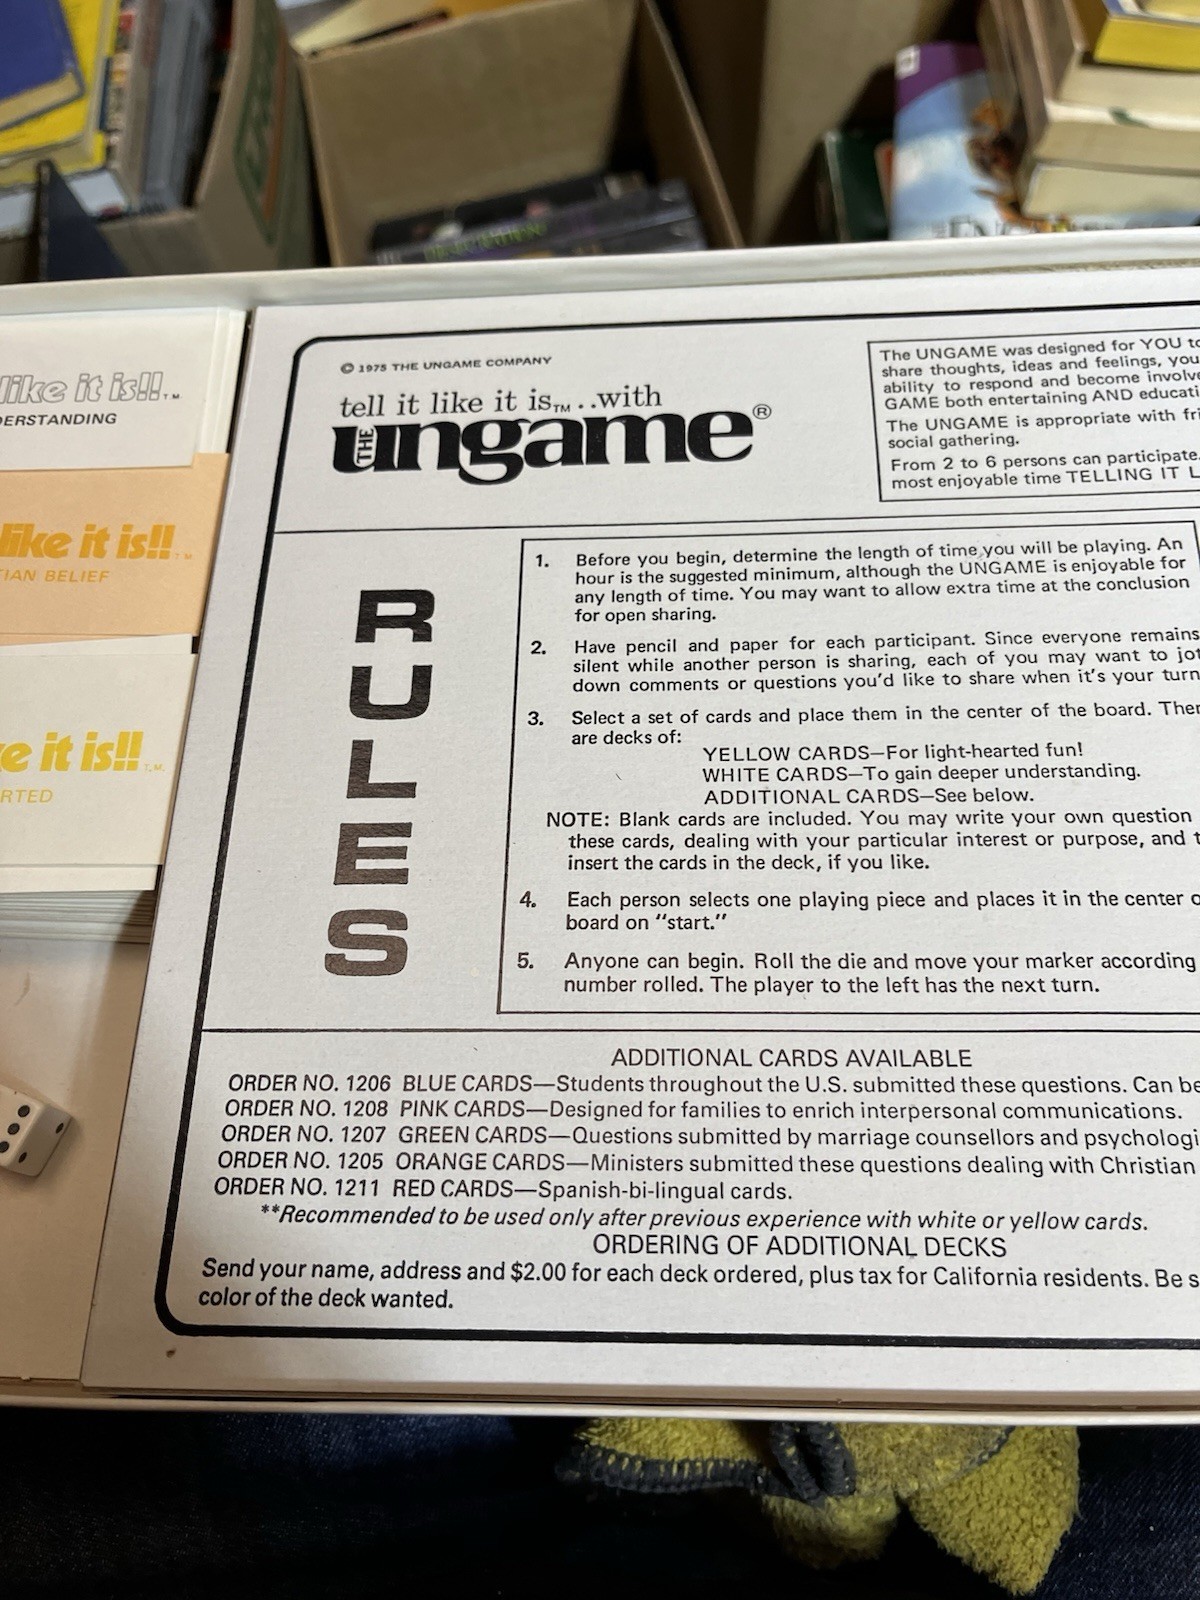 like it is!!™
DERSTANDING
like it is!!™
TIAN BELIEF
e it is!!™
RTED
© 1975 THE UNGAME COMPANY
tell it like it is™..with
THE ungame®
The UNGAME was designed for YOU to
share thoughts, ideas and feelings, you
ability to respond and become involve
GAME both entertaining AND educati
The UNGAME is appropriate with fri
social gathering.
From 2 to 6 persons can participate.
most enjoyable time TELLING IT L
RULES
1. Before you begin, determine the length of time you will be playing. An
hour is the suggested minimum, although the UNGAME is enjoyable for
any length of time. You may want to allow extra time at the conclusion
for open sharing.
2. Have pencil and paper for each participant. Since everyone remains
silent while another person is sharing, each of you may want to jot
down comments or questions you'd like to share when it's your turn
3. Select a set of cards and place them in the center of the board. Ther
are decks of:
YELLOW CARDS—For light-hearted fun!
WHITE CARDS—To gain deeper understanding.
ADDITIONAL CARDS—See below.
NOTE: Blank cards are included. You may write your own question
these cards, dealing with your particular interest or purpose, and t
insert the cards in the deck, if you like.
4. Each person selects one playing piece and places it in the center o
board on "start."
5. Anyone can begin. Roll the die and move your marker according
number rolled. The player to the left has the next turn.
ADDITIONAL CARDS AVAILABLE
ORDER NO. 1206 BLUE CARDS—Students throughout the U.S. submitted these questions. Can be
ORDER NO. 1208 PINK CARDS—Designed for families to enrich interpersonal communications.
ORDER NO. 1207 GREEN CARDS—Questions submitted by marriage counsellors and psychologi
ORDER NO. 1205 ORANGE CARDS—Ministers submitted these questions dealing with Christian
ORDER NO. 1211 RED CARDS—Spanish-bi-lingual cards.
**Recommended to be used only after previous experience with white or yellow cards.
ORDERING OF ADDITIONAL DECKS
Send your name, address and $2.00 for each deck ordered, plus tax for California residents. Be s
color of the deck wanted.